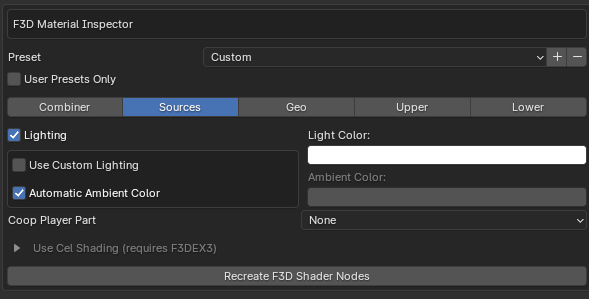 F3D Material Inspector
Preset Custom + −
User Presets Only
Combiner Sources Geo Upper Lower
Lighting Light Color:
Use Custom Lighting
Ambient Color:
Automatic Ambient Color
Coop Player Part None
Use Cel Shading (requires F3DEX3)
Recreate F3D Shader Nodes